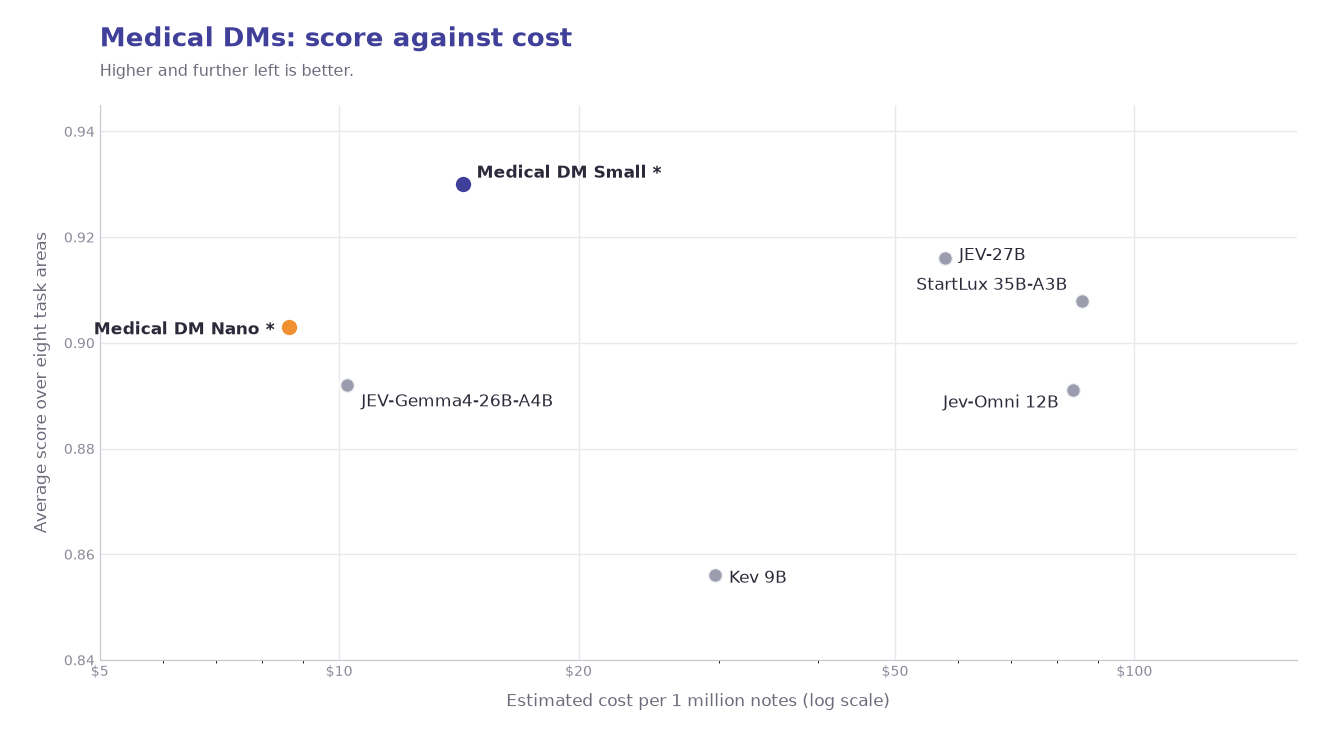 Medical DMs: score against cost
Higher and further left is better.
Average score over eight task areas
0.94
0.92
0.90
0.88
0.86
0.84
Medical DM Small *
JEV-27B
StartLux 35B-A3B
Medical DM Nano *
JEV-Gemma4-26B-A4B
Jev-Omni 12B
Kev 9B
$5 $10 $20 $50 $100
Estimated cost per 1 million notes (log scale)